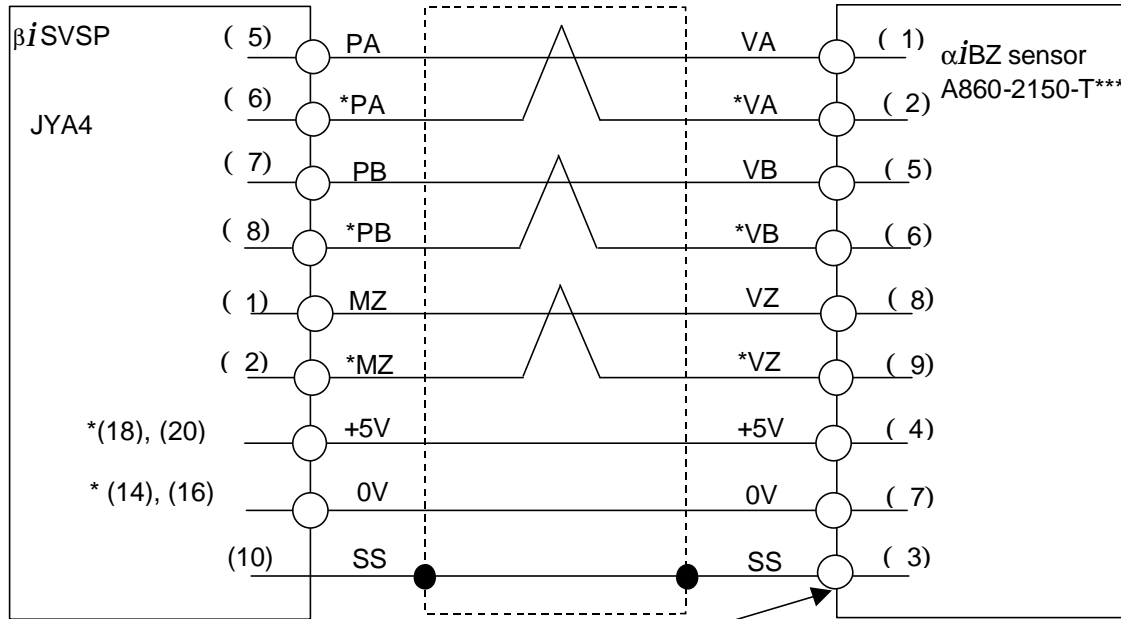 βiSVSP ( 5) PA VA ( 1) αiBZ sensor
A860-2150-T***
JYA4 ( 6) *PA *VA ( 2)
( 7) PB VB ( 5)
( 8) *PB *VB ( 6)
( 1) MZ VZ ( 8)
( 2) *MZ *VZ ( 9)
*(18), (20) +5V +5V ( 4)
* (14), (16) 0V 0V ( 7)
(10) SS SS ( 3)